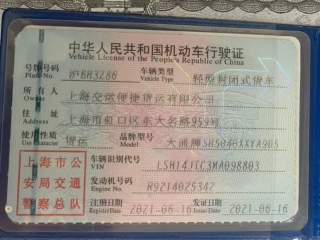 中华人民共和国机动车行驶证
Vehicle License of the People's Republic of China
号牌号码 沪BH3Z86 车辆类型 轻型封闭式货车
Plate No. Vehicle Type
所有人 上海交运便捷货运有限公司
Owner
住址 上海市虹口区东大名路959号
Address
使用性质 货运 品牌型号 大通牌SH5040XXYA9D5
Use Character Model
上海市公
安局交通
警察总队
车辆识别代号 LSH14J1C3MA098803
VIN
发动机号码 R9214025342
Engine No.
注册日期 2021-06-16 发证日期 2021-06-16
Register Date Issue Date